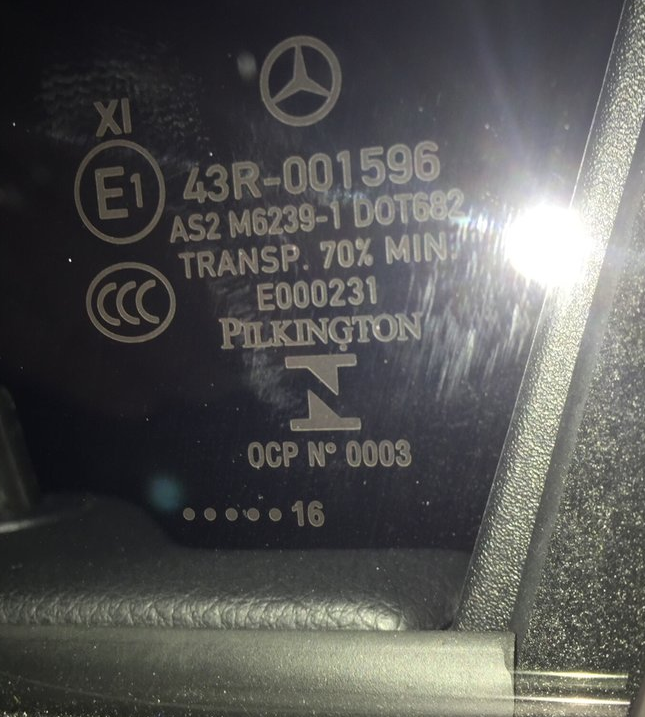 XI
E1 43R-001596
AS2 M6239-1 DOT682
TRANSP. 70% MIN.
CCC
E000231
PILKINGTON
OCP N° 0003
•••••16